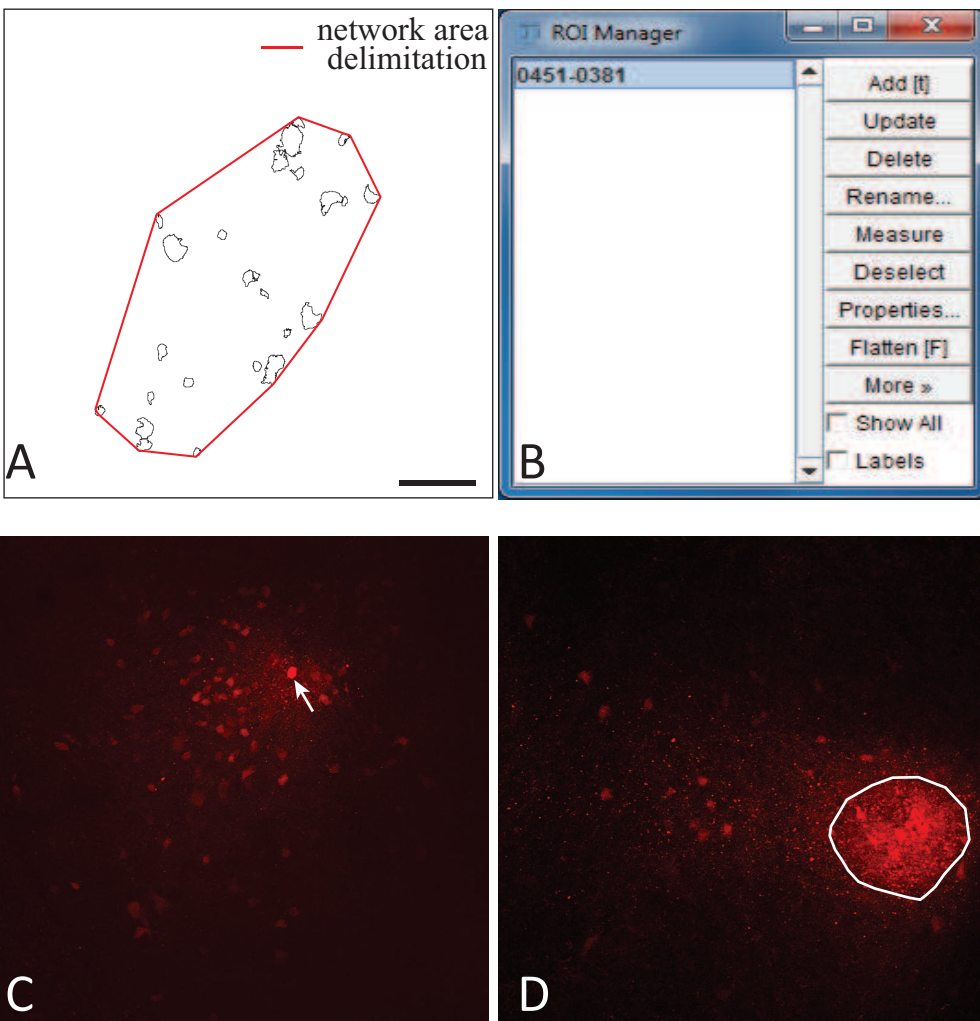 network area
delimitation
A
ROI Manager
0451-0381
Add [t]
Update
Delete
Rename...
Measure
Deselect
Properties...
Flatten [F]
More »
Show All
Labels
B
C
D